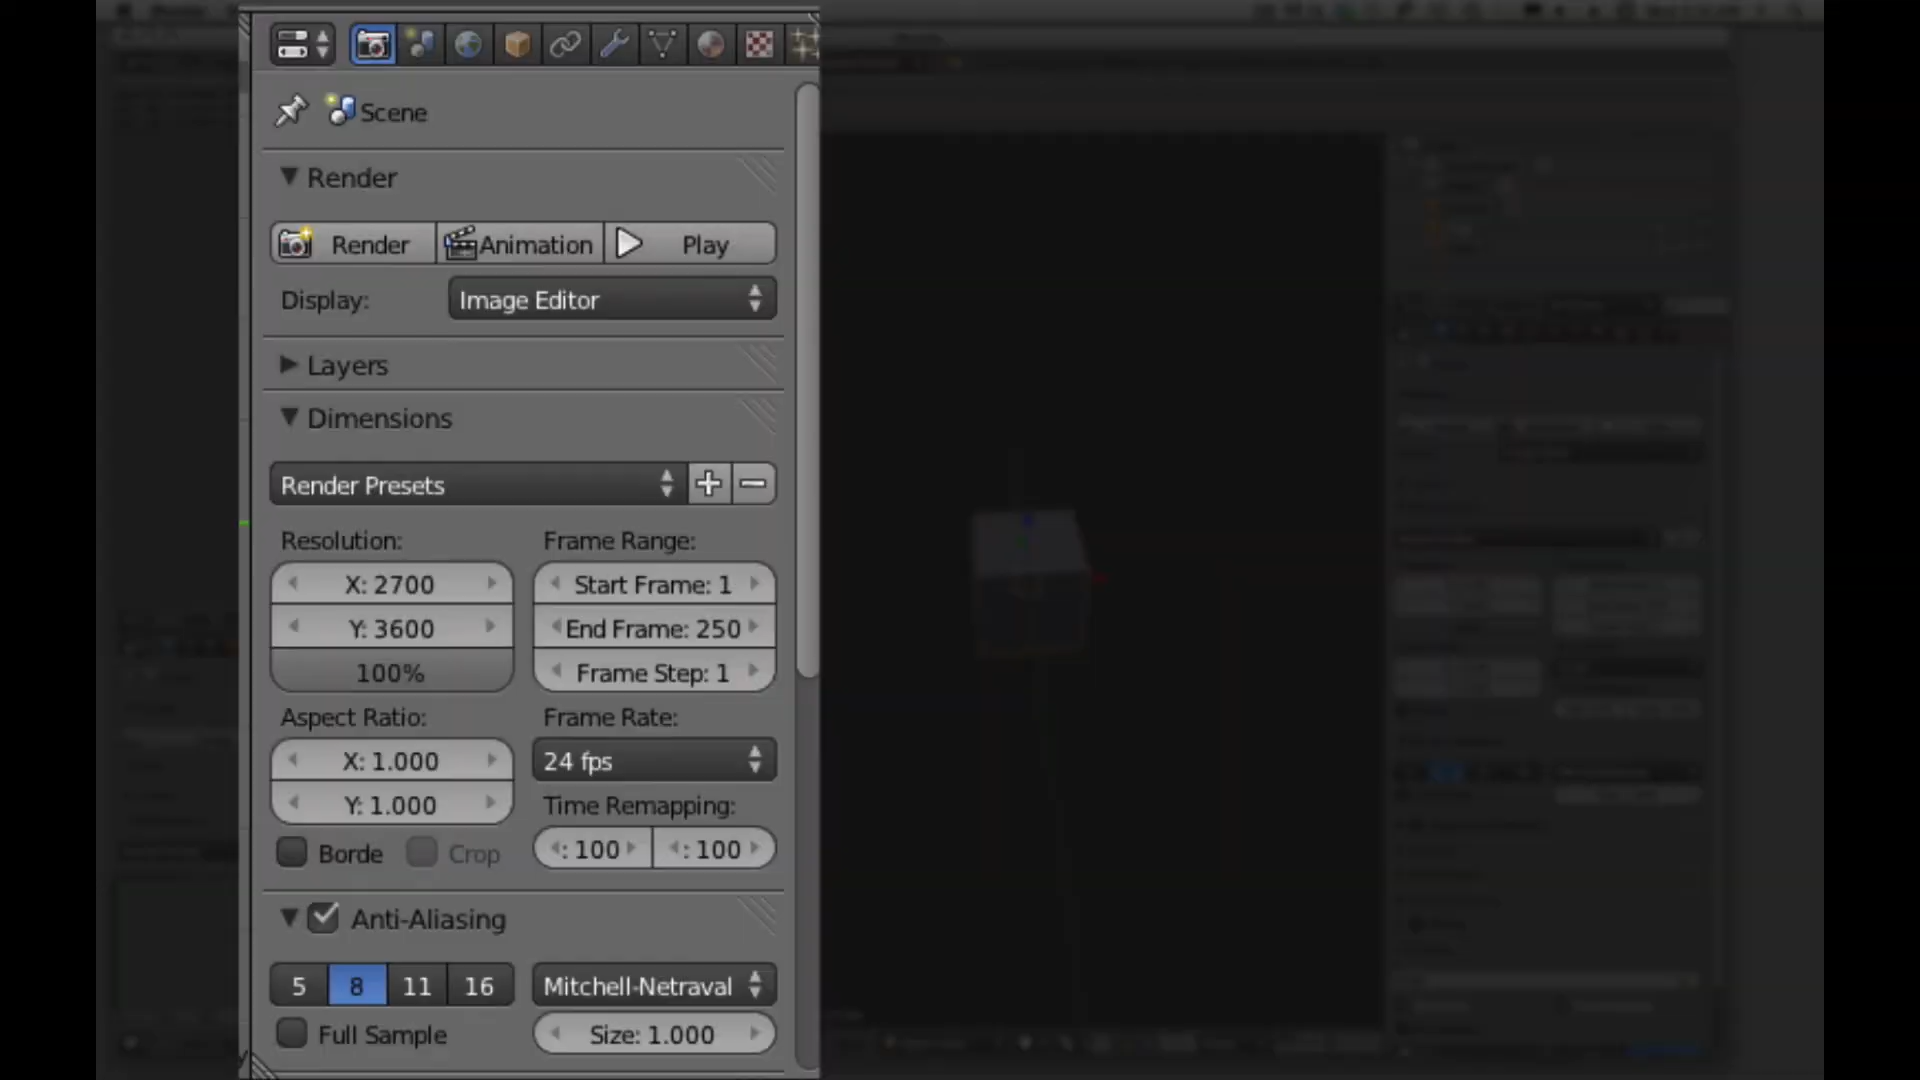 Scene
Render
Render Animation Play
Display: Image Editor
Layers
Dimensions
Render Presets
Resolution: Frame Range:
X: 2700 Start Frame: 1
Y: 3600 End Frame: 250
100% Frame Step: 1
Aspect Ratio: Frame Rate:
X: 1.000 24 fps
Y: 1.000 Time Remapping:
Borde Crop : 100 : 100
Anti-Aliasing
5 8 11 16 Mitchell-Netraval
Full Sample Size: 1.000